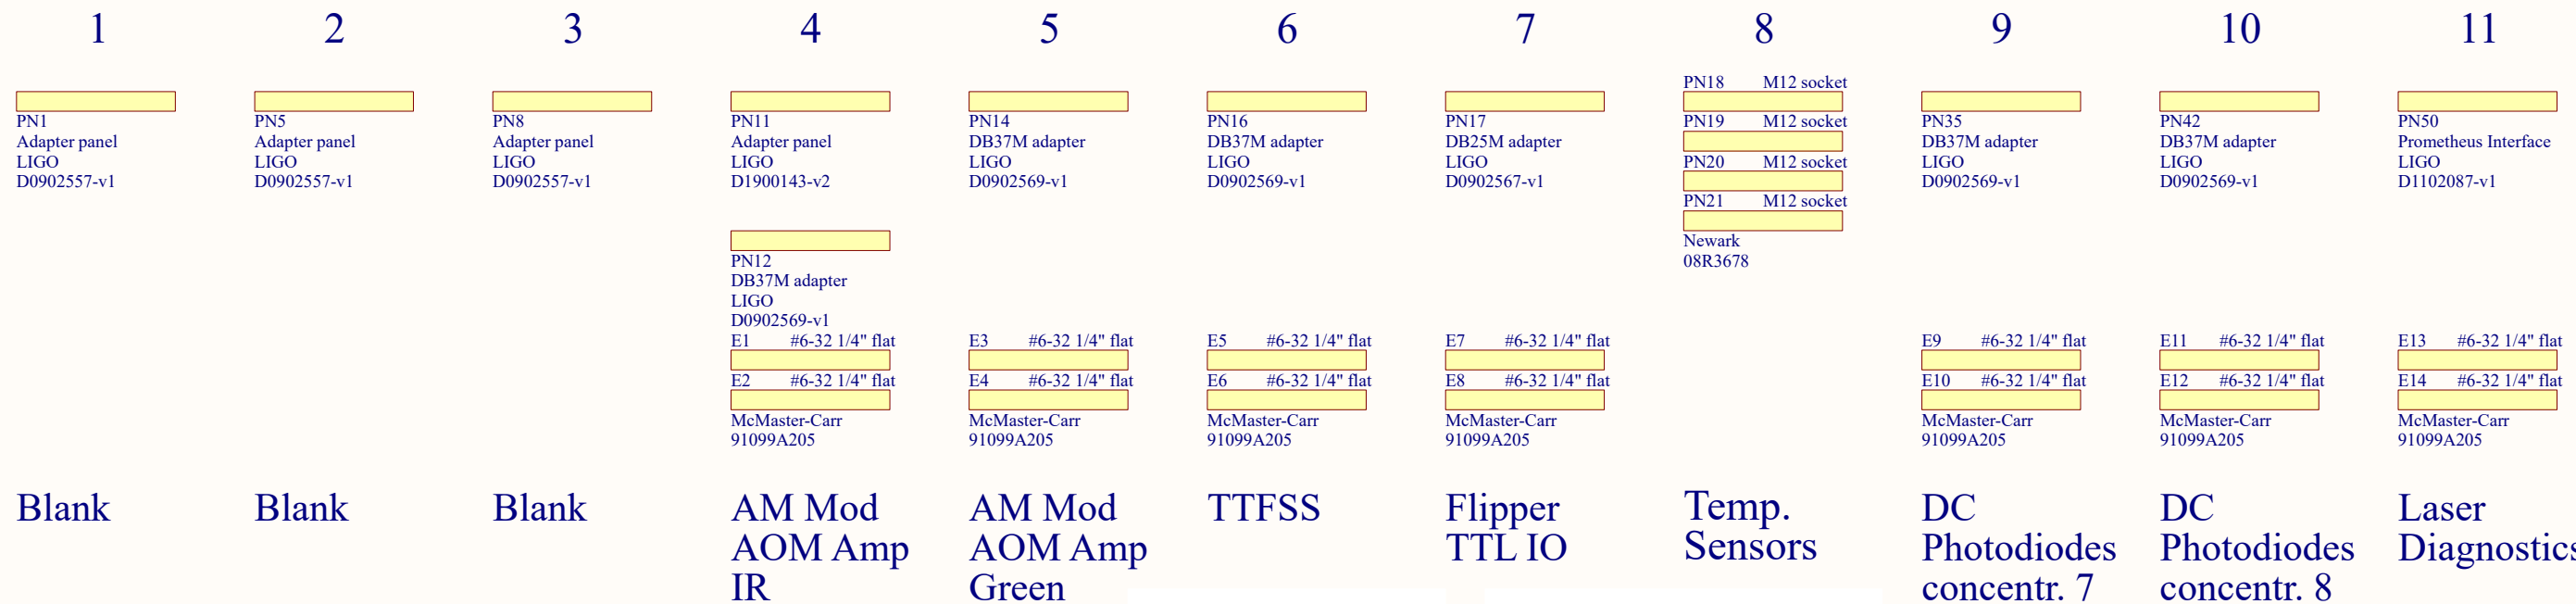 1
PN1
Adapter panel
LIGO
D0902557-v1
Blank
2
PN5
Adapter panel
LIGO
D0902557-v1
Blank
3
PN8
Adapter panel
LIGO
D0902557-v1
Blank
4
PN11
Adapter panel
LIGO
D1900143-v2
PN12
DB37M adapter
LIGO
D0902569-v1
E1 #6-32 1/4" flat
E2 #6-32 1/4" flat
McMaster-Carr
91099A205
AM Mod
AOM Amp
IR
5
PN14
DB37M adapter
LIGO
D0902569-v1
E3 #6-32 1/4" flat
E4 #6-32 1/4" flat
McMaster-Carr
91099A205
AM Mod
AOM Amp
Green
6
PN16
DB37M adapter
LIGO
D0902569-v1
E5 #6-32 1/4" flat
E6 #6-32 1/4" flat
McMaster-Carr
91099A205
TTFSS
7
PN17
DB25M adapter
LIGO
D0902567-v1
E7 #6-32 1/4" flat
E8 #6-32 1/4" flat
McMaster-Carr
91099A205
Flipper
TTL IO
8
PN18 M12 socket
PN19 M12 socket
PN20 M12 socket
PN21 M12 socket
Newark
08R3678
Temp.
Sensors
9
PN35
DB37M adapter
LIGO
D0902569-v1
E9 #6-32 1/4" flat
E10 #6-32 1/4" flat
McMaster-Carr
91099A205
DC
Photodiodes
concentr. 7
10
PN42
DB37M adapter
LIGO
D0902569-v1
E11 #6-32 1/4" flat
E12 #6-32 1/4" flat
McMaster-Carr
91099A205
DC
Photodiodes
concentr. 8
11
PN50
Prometheus Interface
LIGO
D1102087-v1
E13 #6-32 1/4" flat
E14 #6-32 1/4" flat
McMaster-Carr
91099A205
Laser
Diagnostics